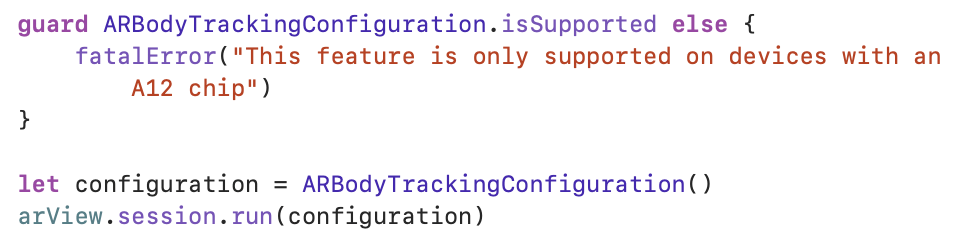 guard ARBodyTrackingConfiguration.isSupported else {
fatalError("This feature is only supported on devices with an
A12 chip")
}
let configuration = ARBodyTrackingConfiguration()
arView.session.run(configuration)